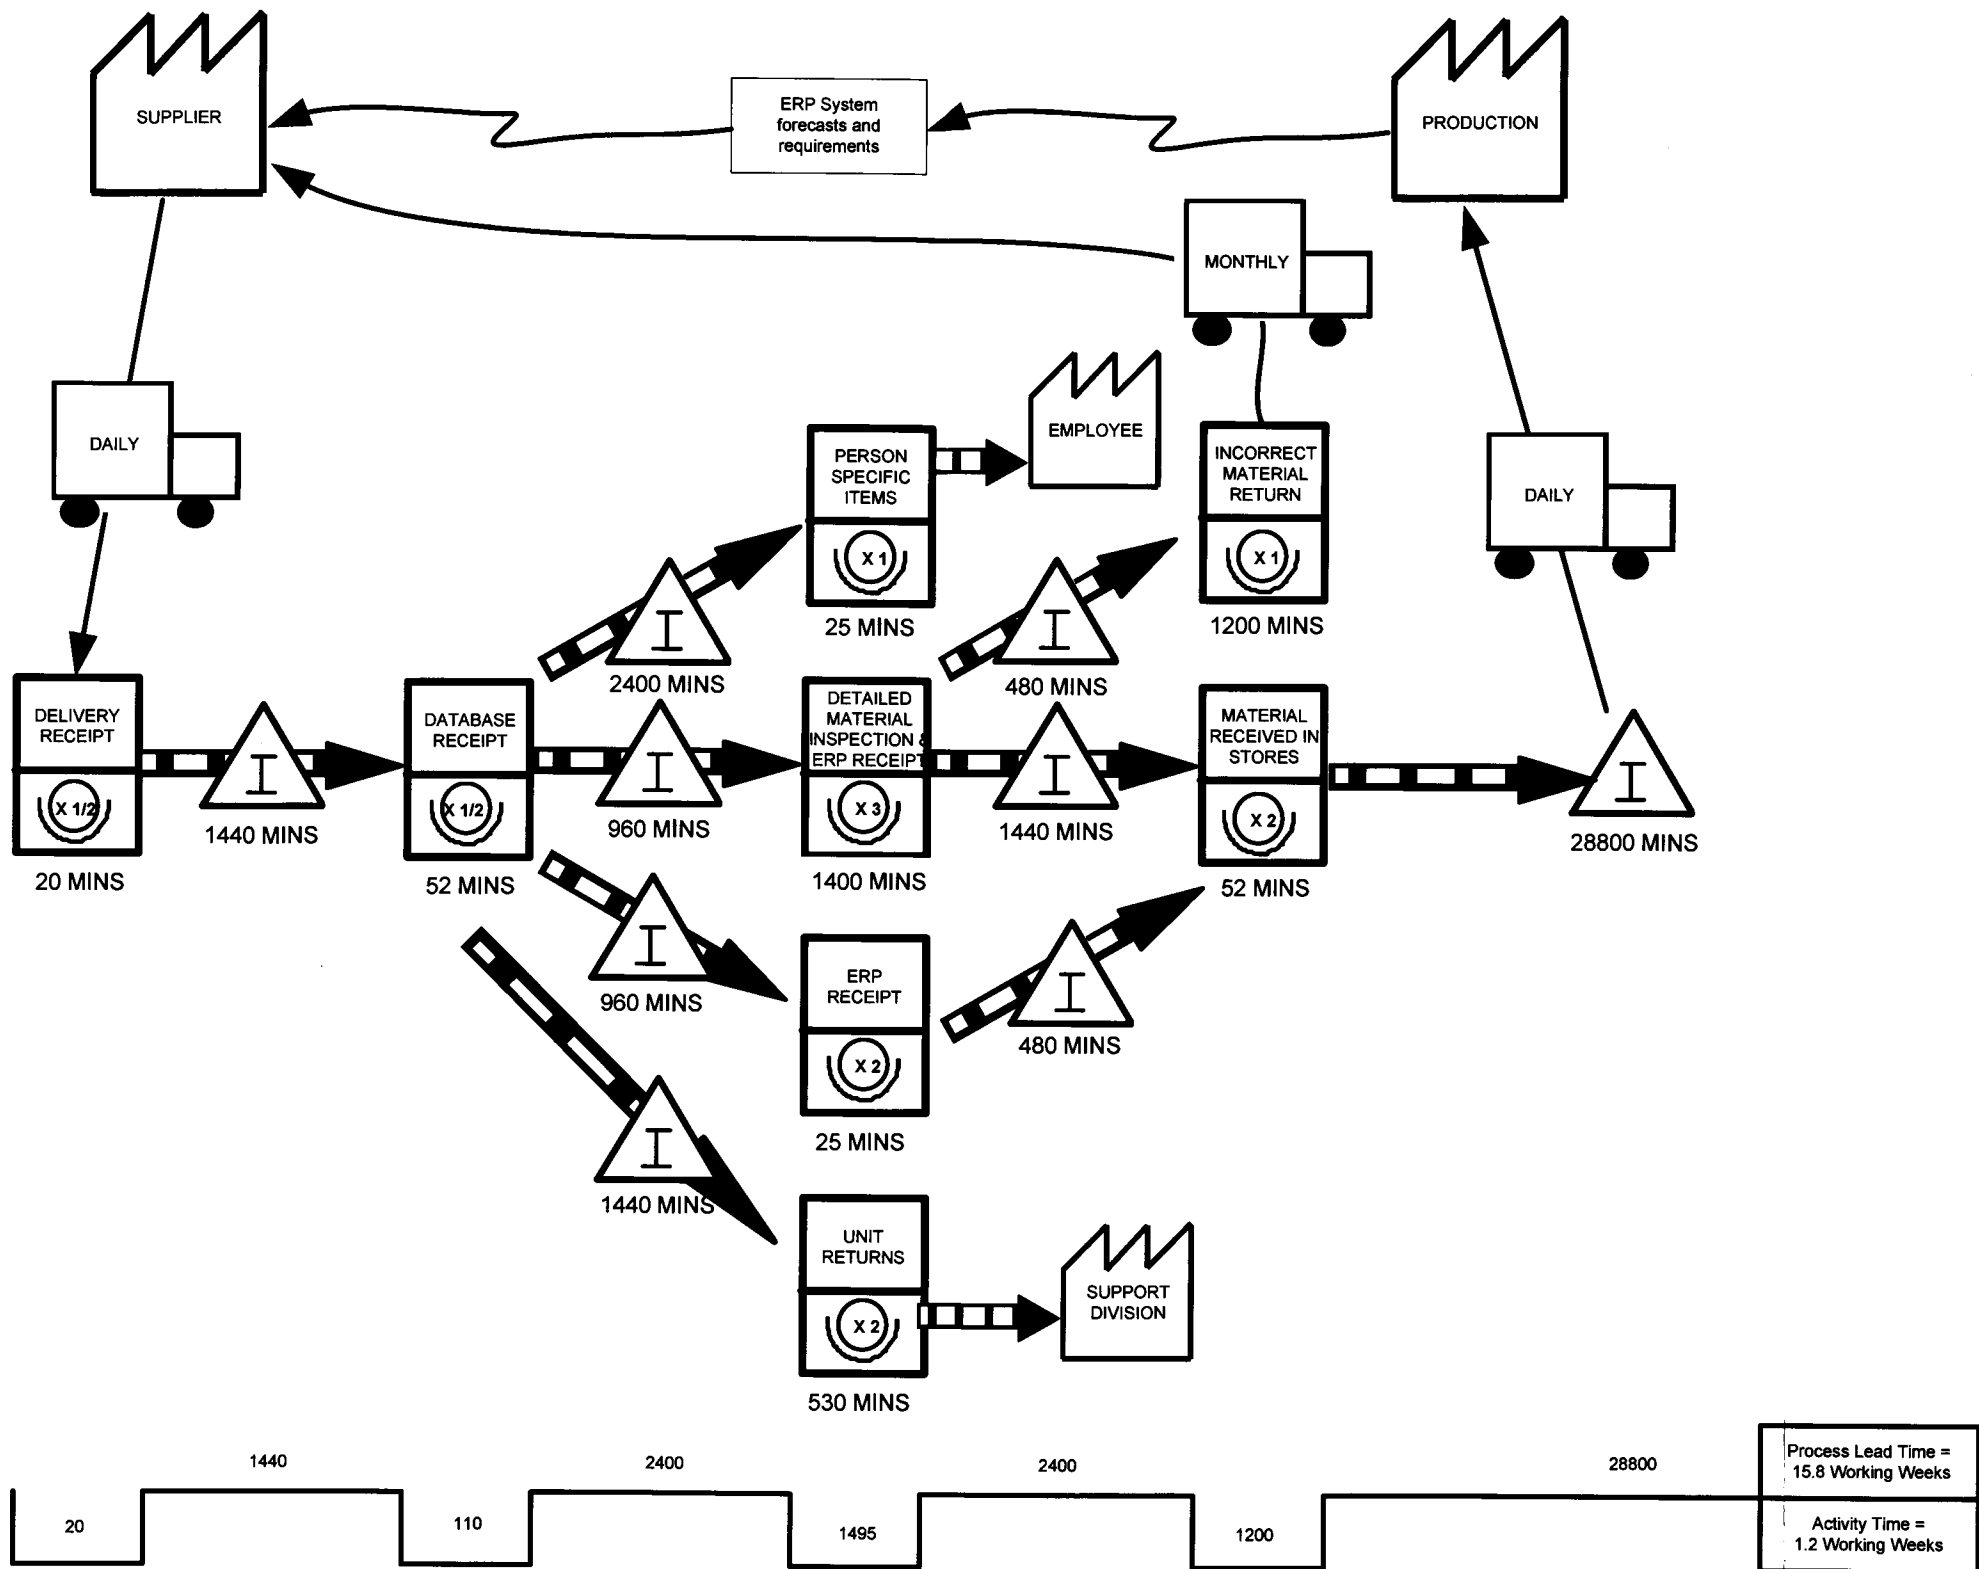 SUPPLIER
ERP System
forecasts and
requirements
PRODUCTION
MONTHLY
DAILY
EMPLOYEE
PERSON
SPECIFIC
ITEMS
X 1
25 MINS
INCORRECT
MATERIAL
RETURN
X 1
1200 MINS
DAILY
I
2400 MINS
I
480 MINS
DELIVERY
RECEIPT
X 1/2
20 MINS
I
1440 MINS
DATABASE
RECEIPT
X 1/2
52 MINS
I
960 MINS
DETAILED
MATERIAL
INSPECTION &
ERP RECEIPT
X 3
1400 MINS
I
1440 MINS
MATERIAL
RECEIVED IN
STORES
X 2
52 MINS
I
28800 MINS
I
960 MINS
ERP
RECEIPT
X 2
25 MINS
I
480 MINS
I
1440 MINS
UNIT
RETURNS
X 2
530 MINS
SUPPORT
DIVISION
1440
2400
2400
28800
20
110
1495
1200
Process Lead Time =
15.8 Working Weeks
Activity Time =
1.2 Working Weeks